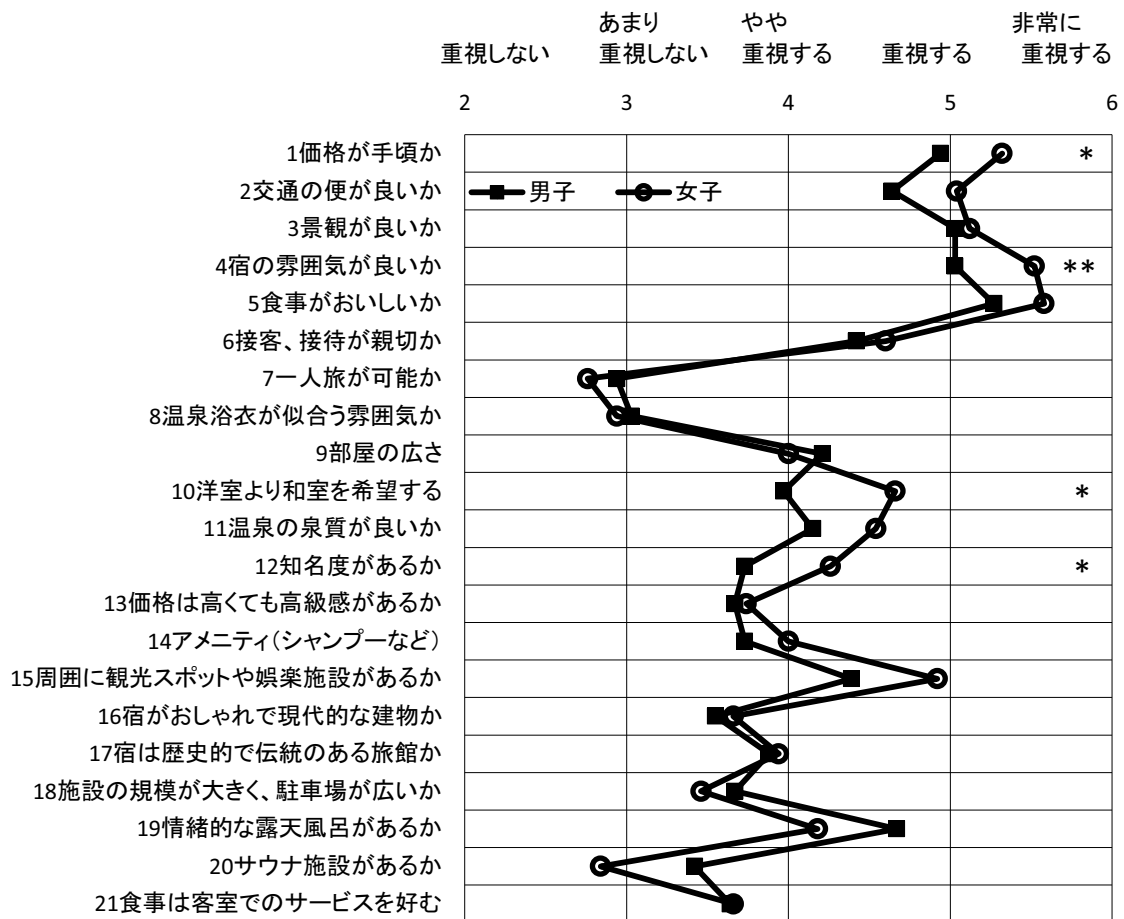 あまり　やや　非常に
重視しない　重視しない　重視する　重視する　重視する
2　3　4　5　6
1価格が手頃か　*
2交通の便が良いか　男子　女子
3景観が良いか
4宿の雰囲気が良いか　**
5食事がおいしいか
6接客、接待が親切か
7一人旅が可能か
8温泉浴衣が似合う雰囲気か
9部屋の広さ
10洋室より和室を希望する　*
11温泉の泉質が良いか
12知名度があるか　*
13価格は高くても高級感があるか
14アメニティ（シャンプーなど）
15周囲に観光スポットや娯楽施設があるか
16宿がおしゃれで現代的な建物か
17宿は歴史的で伝統のある旅館か
18施設の規模が大きく、駐車場が広いか
19情緒的な露天風呂があるか
20サウナ施設があるか
21食事は客室でのサービスを好む